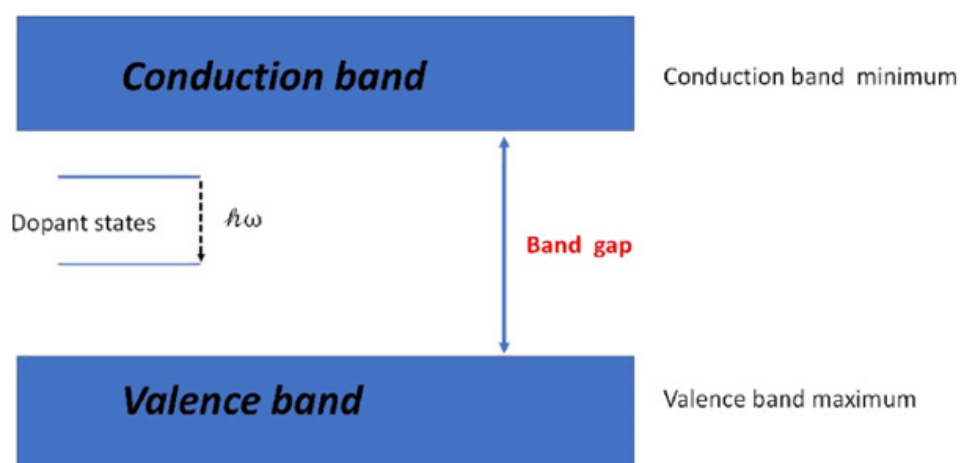 Conduction band
Conduction band minimum
Dopant states
ℏω
Band gap
Valence band
Valence band maximum